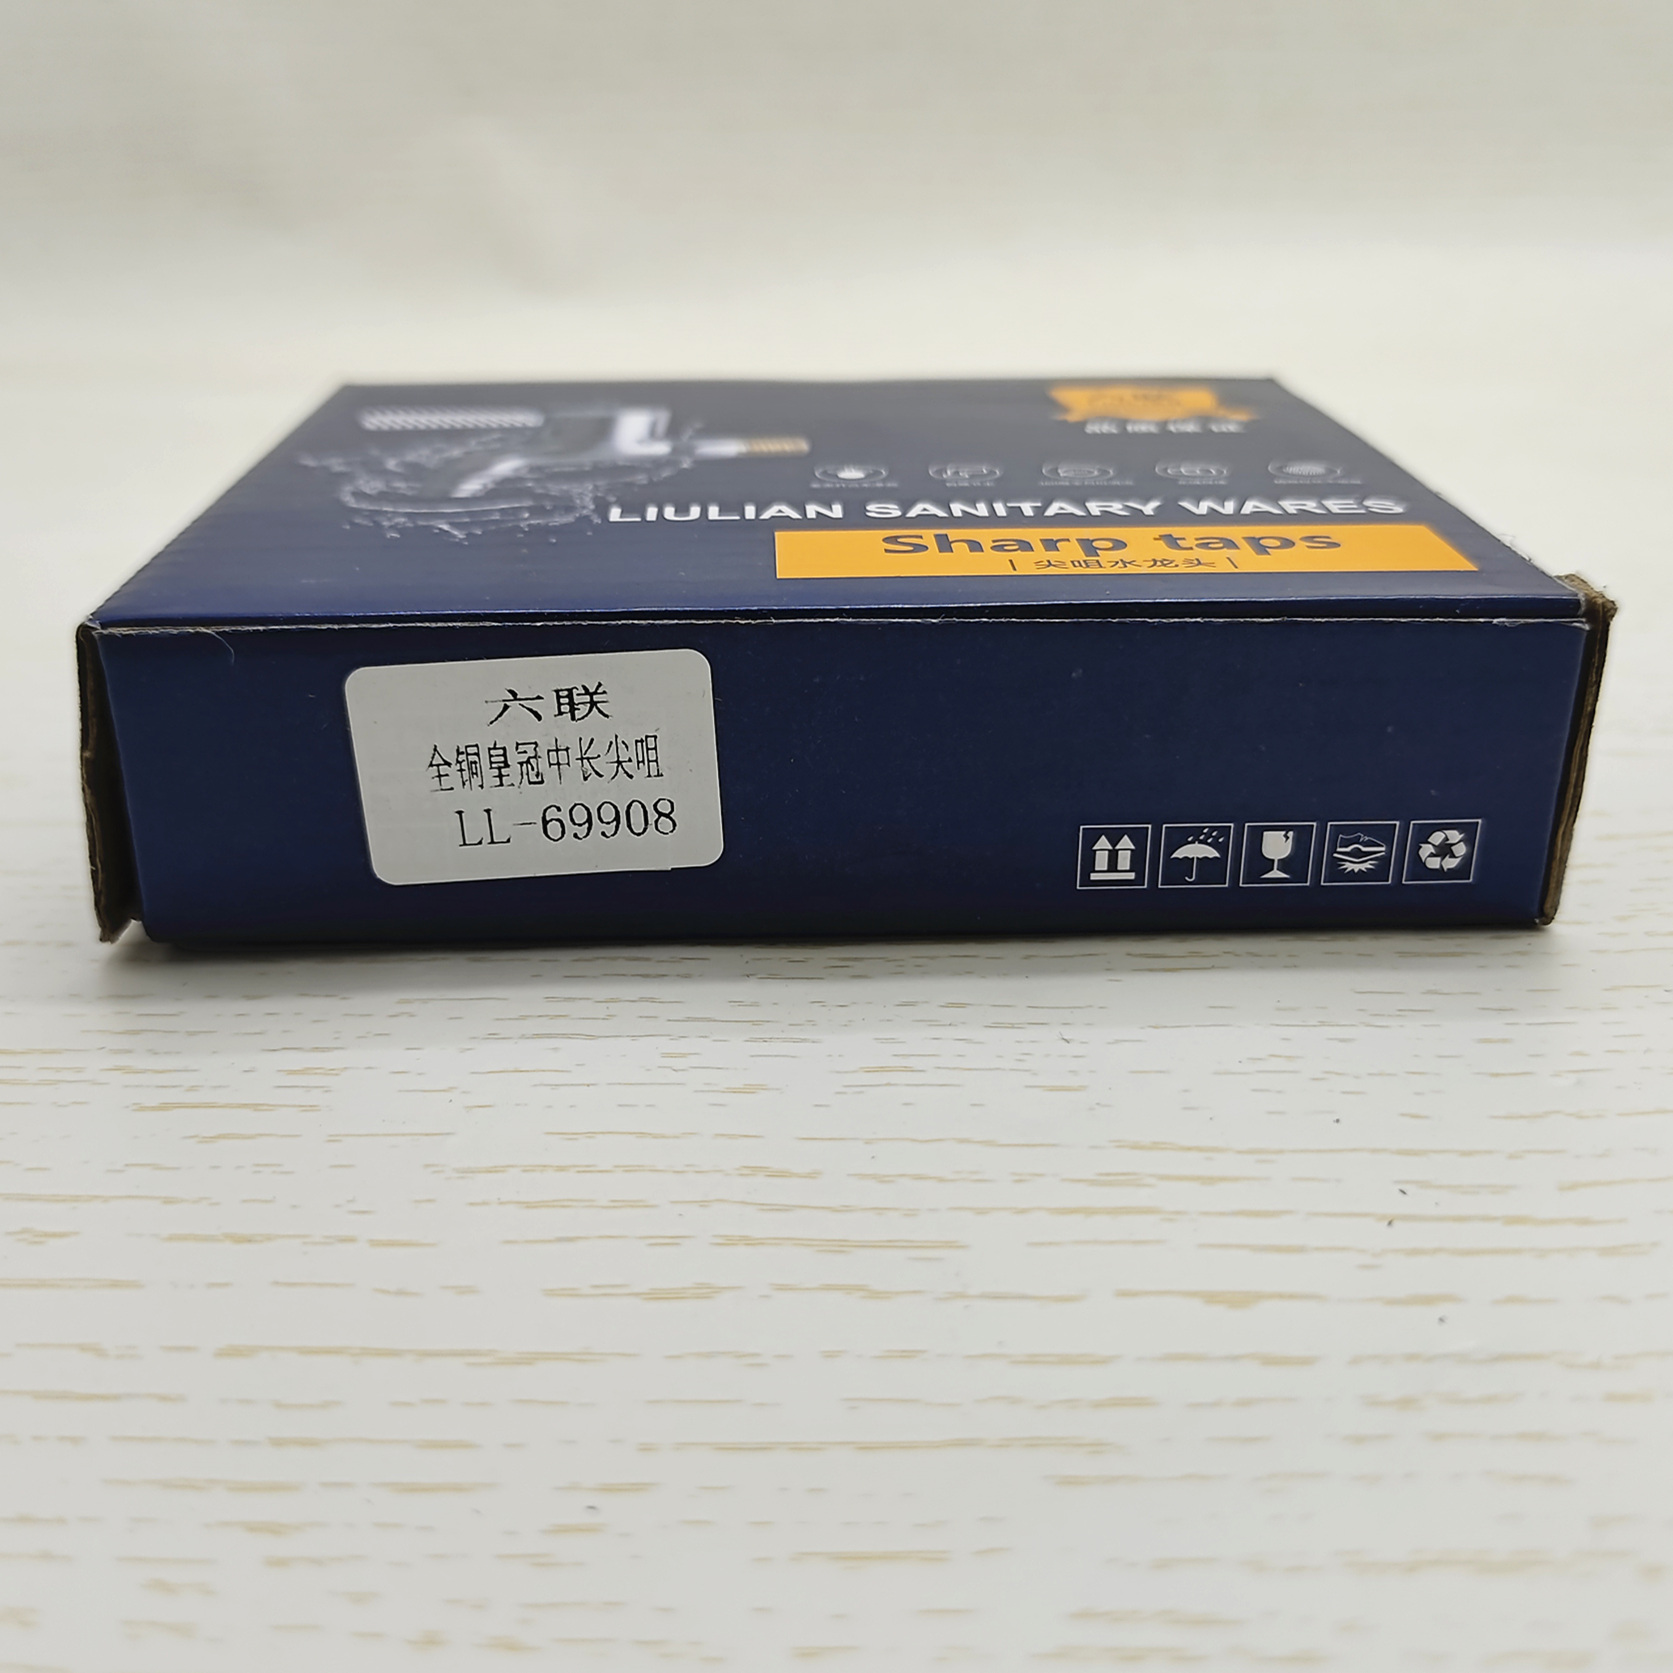 LIULIAN SANITARY WARES
Sharp taps
| 尖咀水龙头 |
六联
全铜皇冠中长尖咀
LL-69908